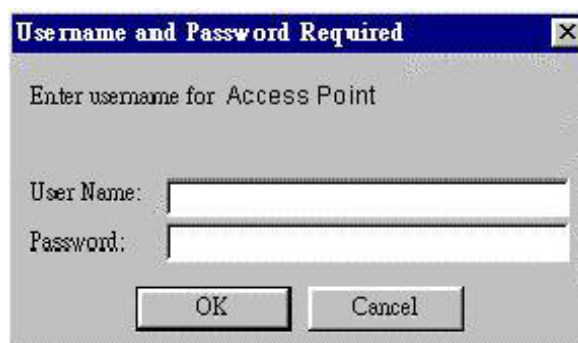 Username and Password Required
Enter username for Access Point
User Name:
Password:
OK Cancel